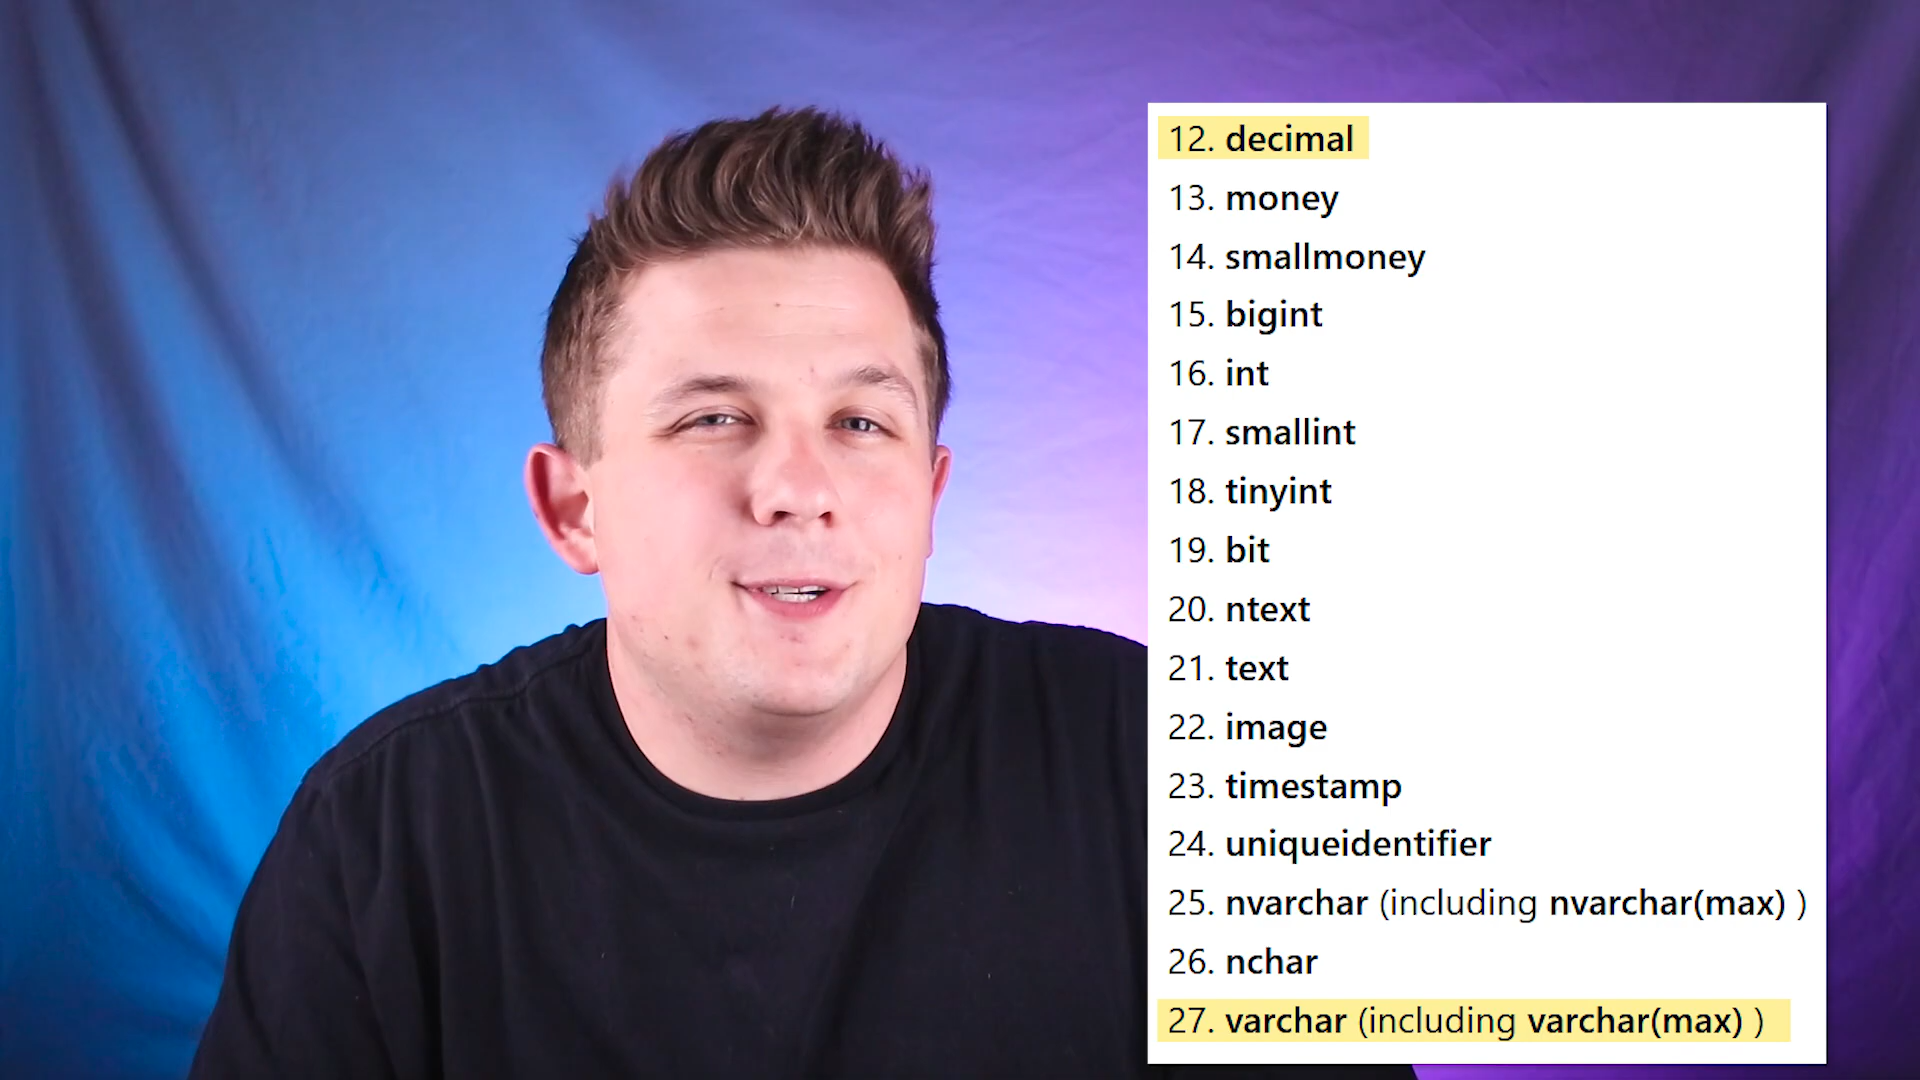 12. decimal
13. money
14. smallmoney
15. bigint
16. int
17. smallint
18. tinyint
19. bit
20. ntext
21. text
22. image
23. timestamp
24. uniqueidentifier
25. nvarchar (including nvarchar(max) )
26. nchar
27. varchar (including varchar(max) )